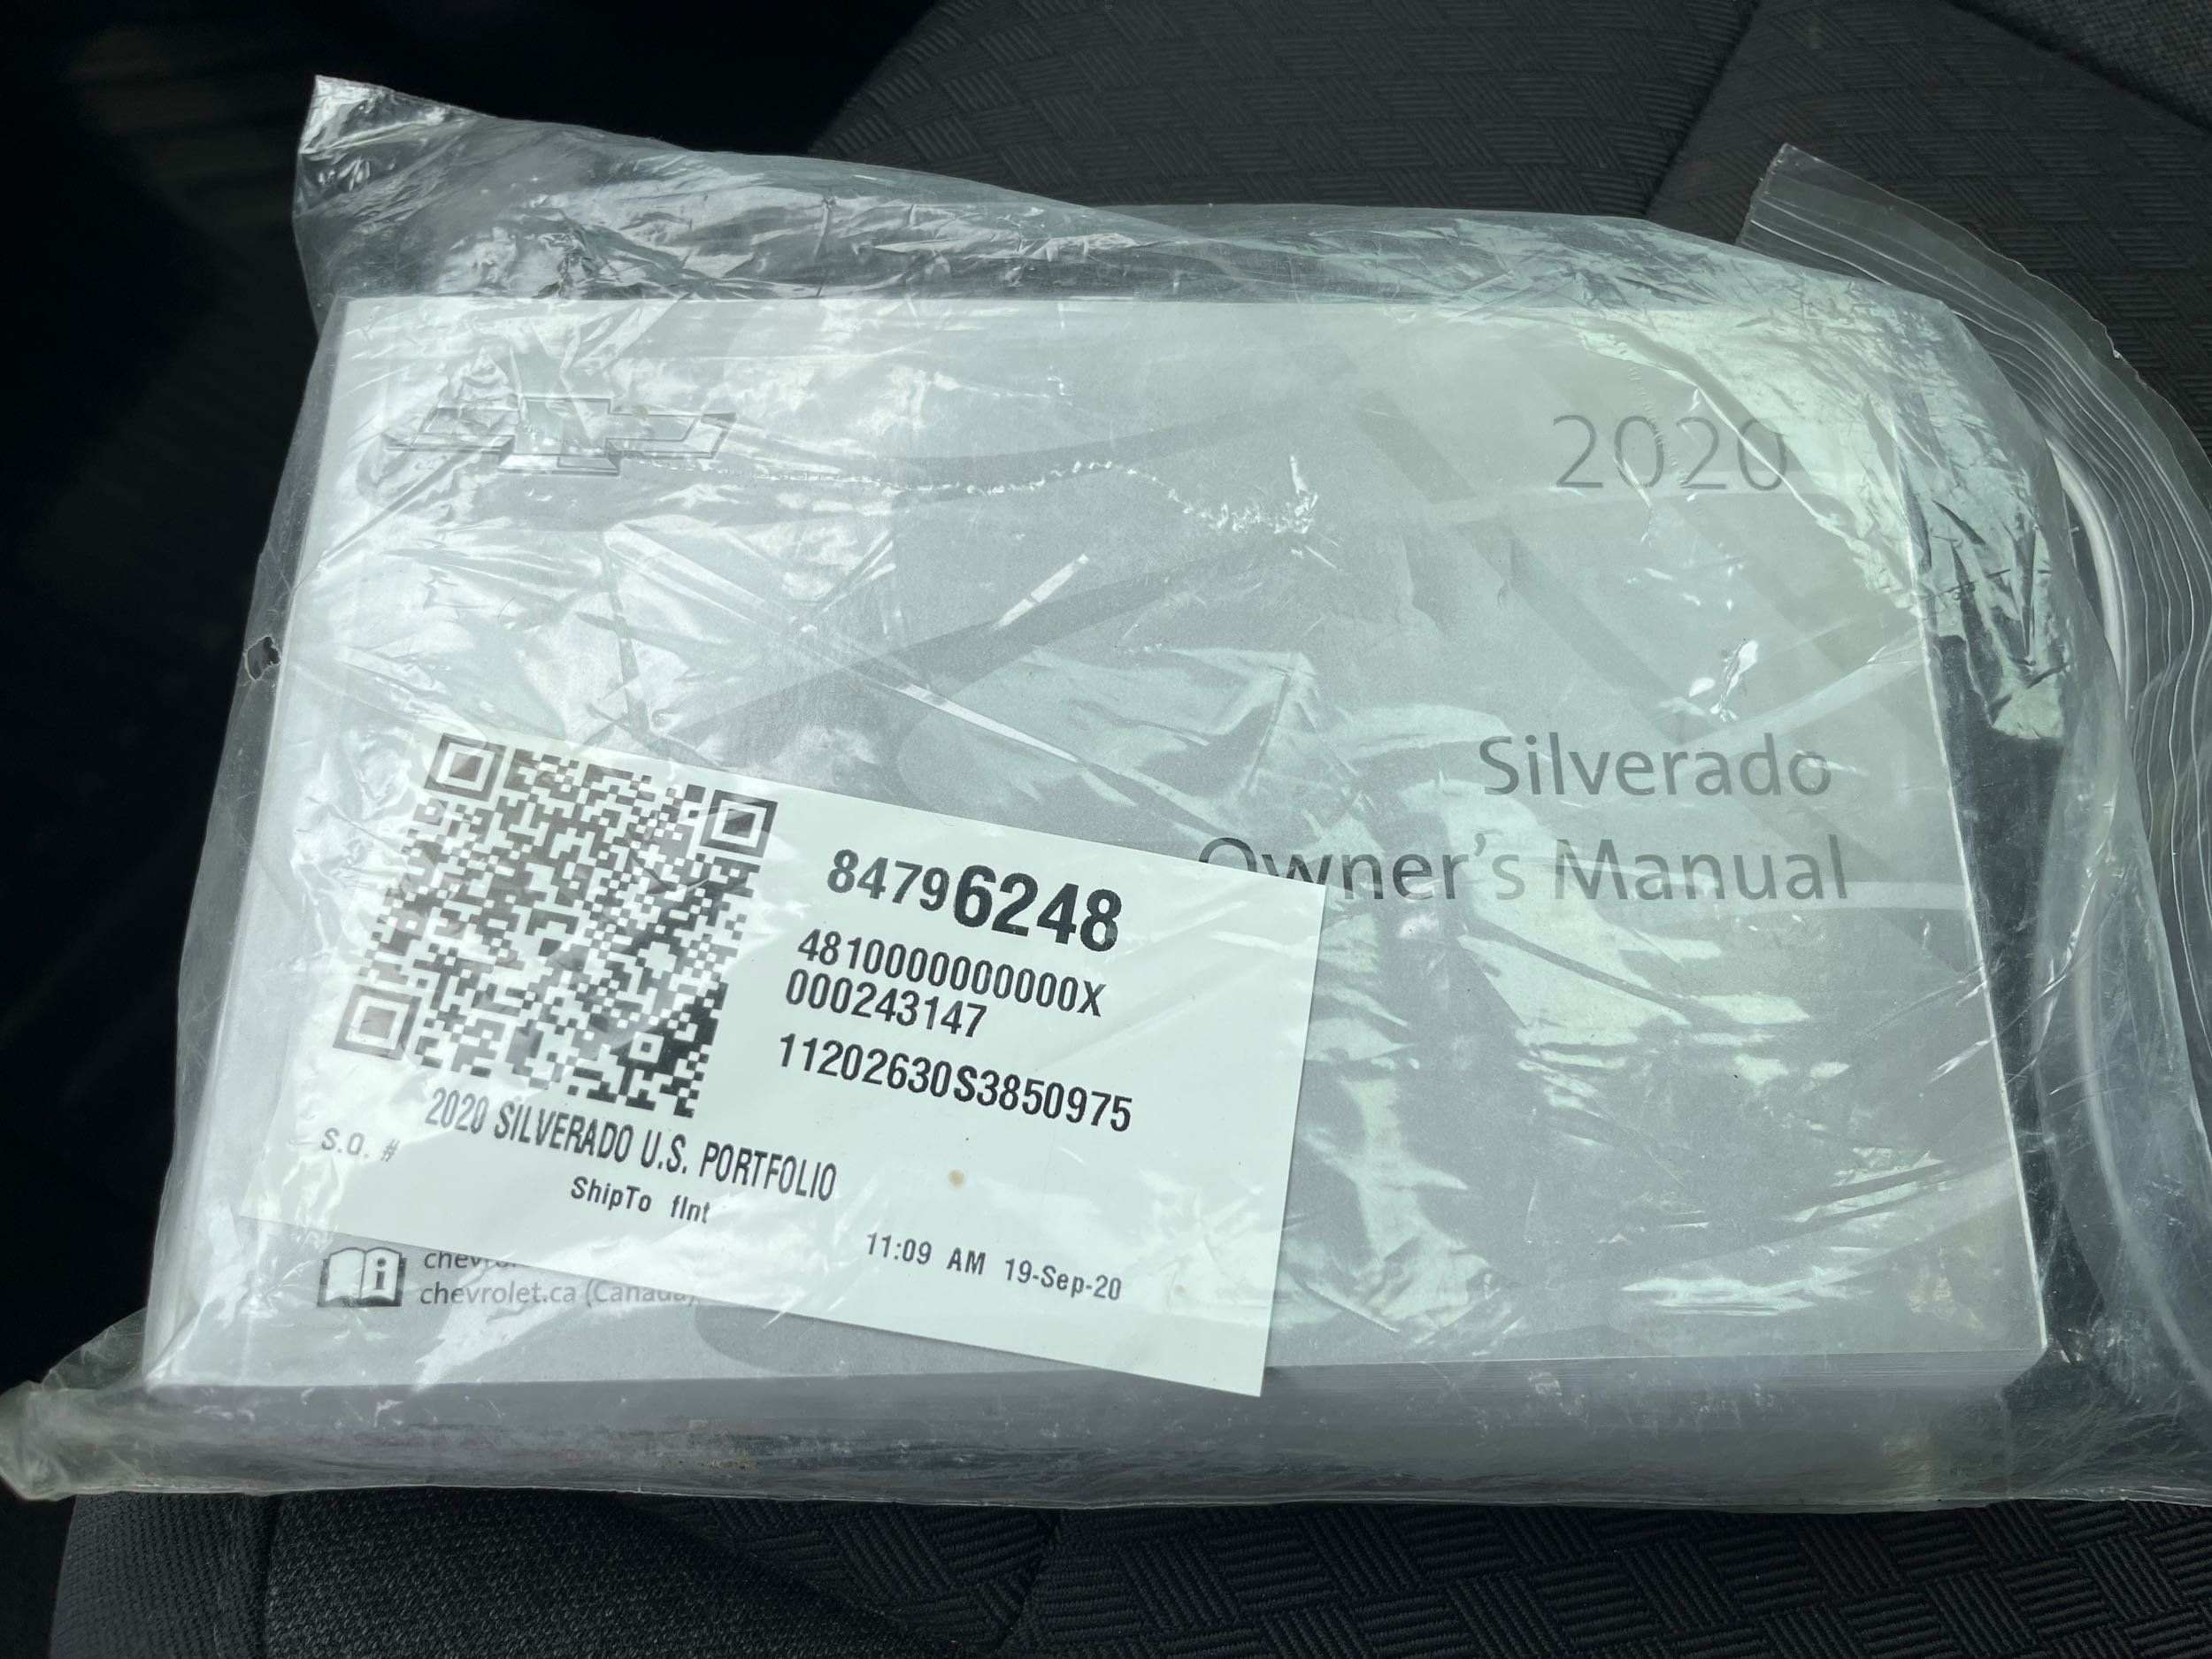 2020
Silverado
Owner's Manual
84796248
4810000000000X
000243147
11202630S3850975
2020 SILVERADO U.S. PORTFOLIO
S.O. #
ShipTo flnt
11:09 AM 19-Sep-20
chevrolet.ca (Canada)